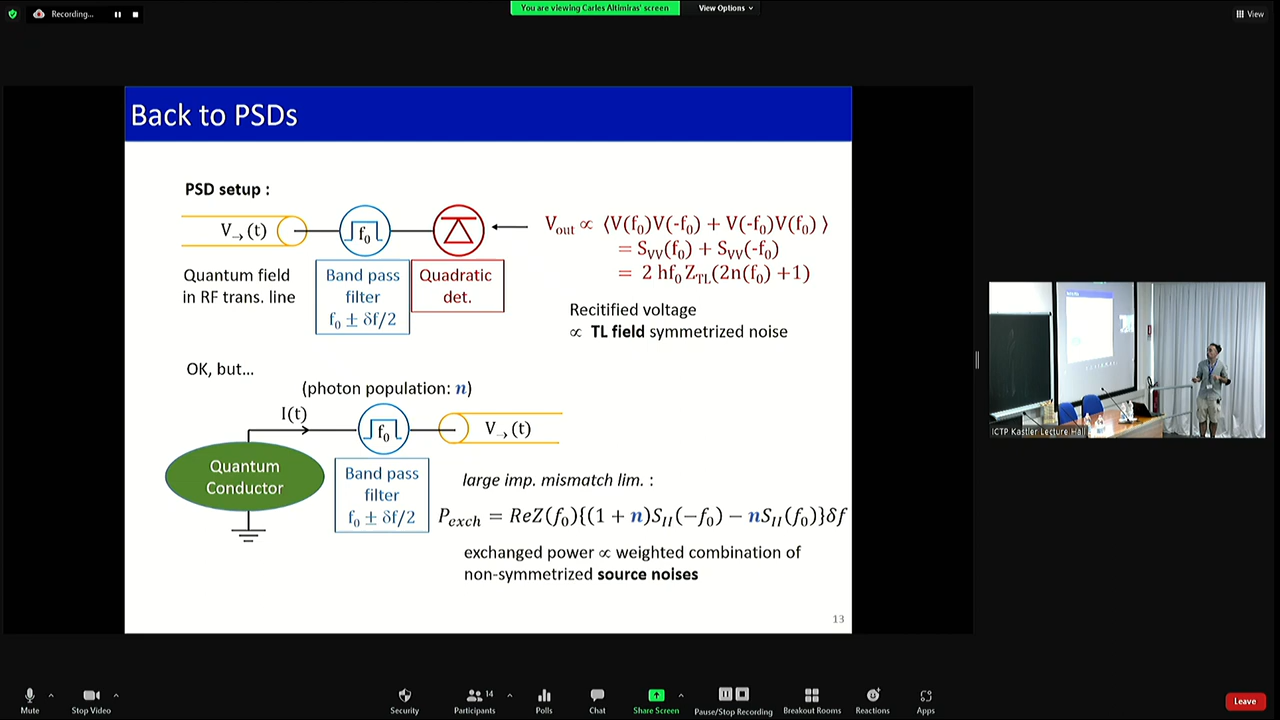 Recording...
You are viewing Carles Altimiras' screen
View Options
View
Back to PSDs
PSD setup :
V→(t)
f₀
Vout ∝ ⟨V(f₀)V(-f₀) + V(-f₀)V(f₀) ⟩
= SVV(f₀) + SVV(-f₀)
= 2 hf₀ ZTL(2n(f₀) +1)
Quantum field
in RF trans. line
Band pass
filter
f₀ ± δf/2
Quadratic
det.
Recitified voltage
∝ TL field symmetrized noise
OK, but...
(photon population: n)
I(t)
f₀
V→(t)
Quantum
Conductor
Band pass
filter
f₀ ± δf/2
large imp. mismatch lim. :
Pexch = ReZ(f₀){(1 + n)SII(−f₀) − nSII(f₀)}δf
exchanged power ∝ weighted combination of
non-symmetrized source noises
13
ICTP Kastler Lecture Hall
Mute
Stop Video
Security
14
Participants
Polls
Chat
Share Screen
Pause/Stop Recording
Breakout Rooms
Reactions
Apps
Leave